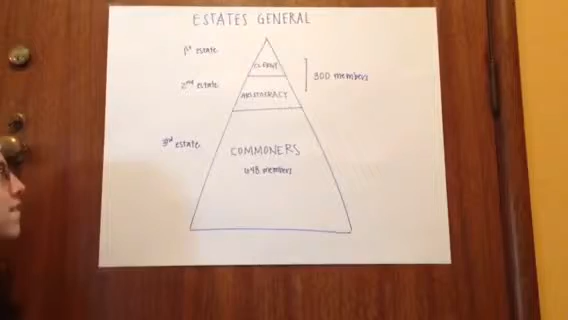 ESTATES GENERAL
1st estate
CLERGY
300 members
2nd estate
ARISTOCRACY
3rd estate
COMMONERS
648 members